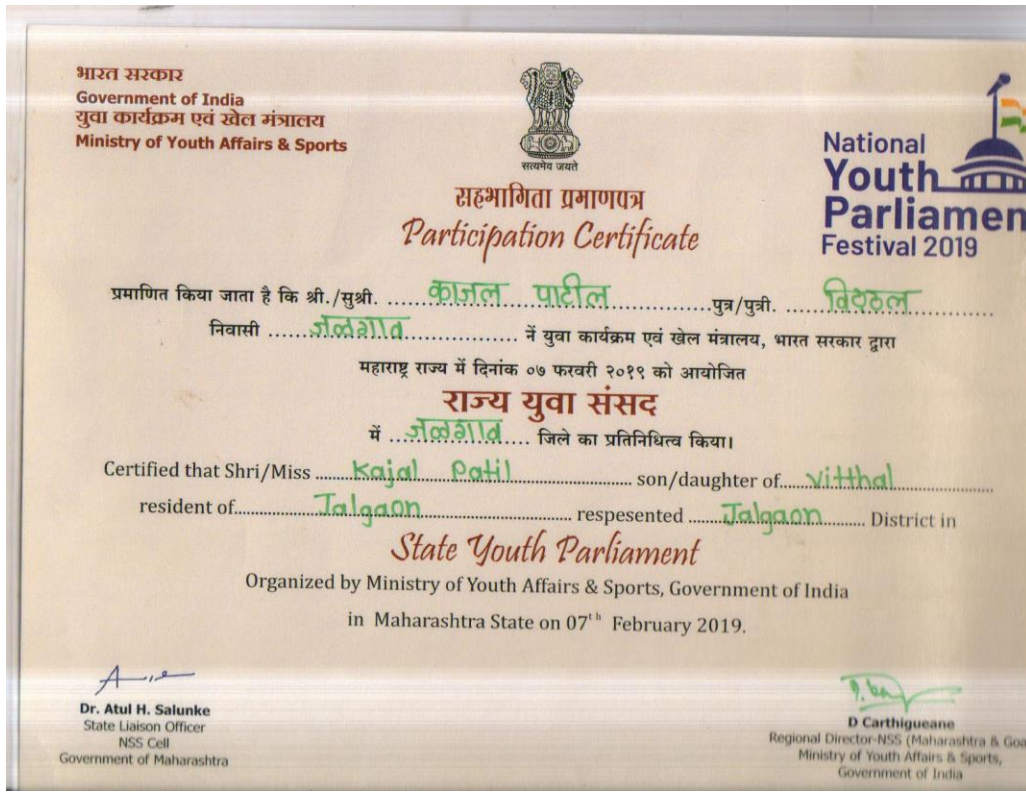 भारत सरकार
Government of India
युवा कार्यक्रम एवं खेल मंत्रालय
Ministry of Youth Affairs & Sports
सत्यमेव जयते
National
Youth
Parliamen
Festival 2019
सहभागिता प्रमाणपत्र
Participation Certificate
प्रमाणित किया जाता है कि श्री./सुश्री. काजल पाटील पुत्र/पुत्री. विठ्ठल
निवासी जळगाव नें युवा कार्यक्रम एवं खेल मंत्रालय, भारत सरकार द्वारा
महाराष्ट्र राज्य में दिनांक ०७ फरवरी २०१९ को आयोजित
राज्य युवा संसद
में जळगाव जिले का प्रतिनिधित्व किया।
Certified that Shri/Miss Kajal Patil son/daughter of Vitthal
resident of Jalgaon respesented Jalgaon District in
State Youth Parliament
Organized by Ministry of Youth Affairs & Sports, Government of India
in Maharashtra State on 07th February 2019.
Dr. Atul H. Salunke
State Liaison Officer
NSS Cell
Government of Maharashtra
D Carthigueane
Regional Director-NSS (Maharashtra & Goa
Ministry of Youth Affairs & Sports,
Government of India